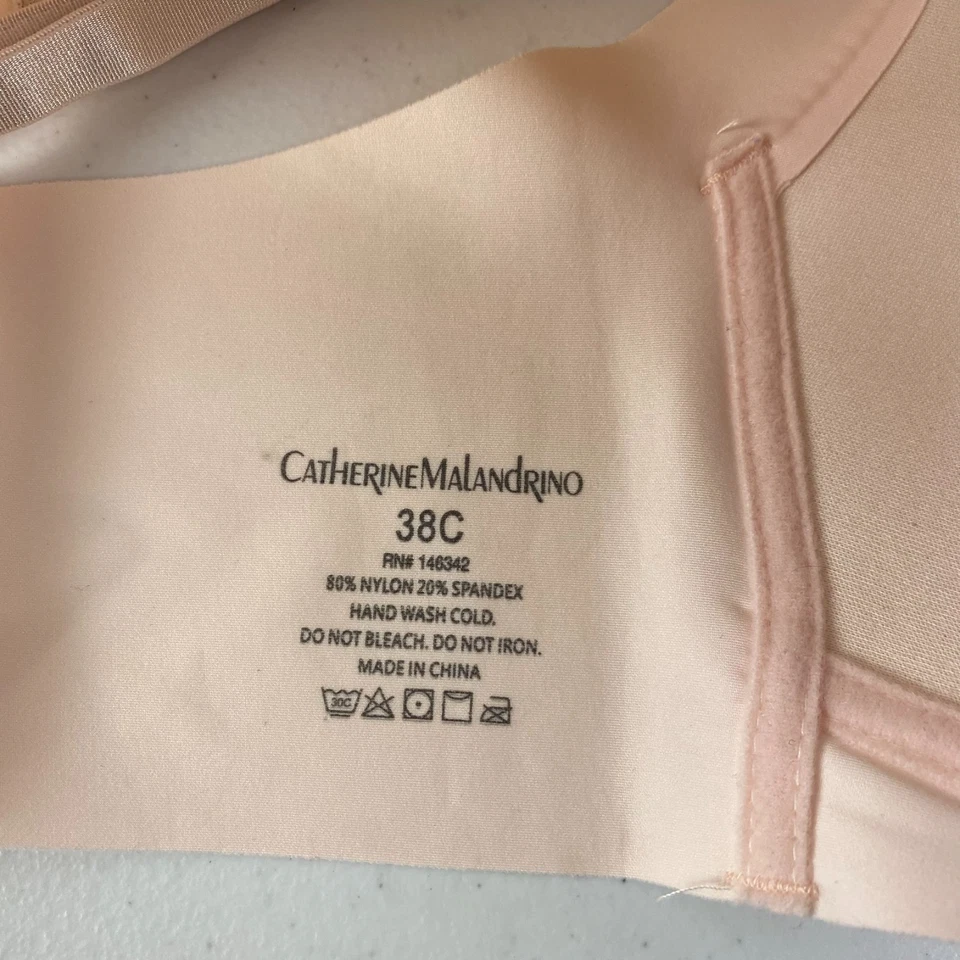 CATHERINEMALANDRINO
38C
RN# 146342
80% NYLON 20% SPANDEX
HAND WASH COLD.
DO NOT BLEACH. DO NOT IRON.
MADE IN CHINA
30C